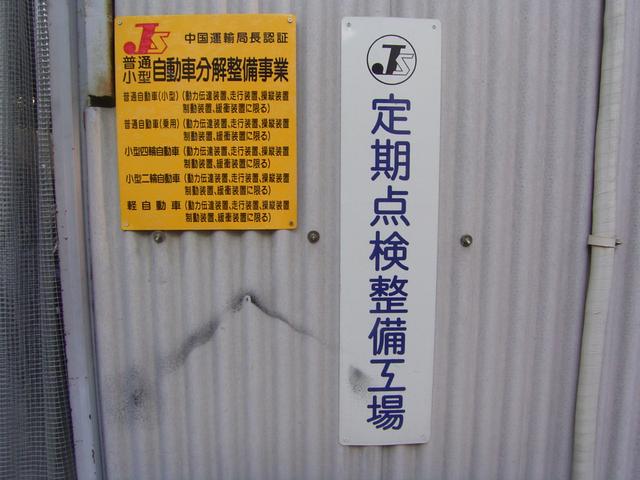 JS 中国運輸局長認証
普通
小型
自動車分解整備事業
普通自動車(小型)(動力伝達装置、走行装置、操縦装置
制動装置、緩衝装置に限る)
普通自動車(乗用)(動力伝達装置、走行装置、操縦装置
制動装置、緩衝装置に限る)
小型四輪自動車(動力伝達装置、走行装置、操縦装置
制動装置、緩衝装置に限る)
小型二輪自動車(動力伝達装置、走行装置、操縦装置
制動装置、緩衝装置に限る)
軽自動車(動力伝達装置、走行装置、操縦装置
制動装置、緩衝装置に限る)
JS
定期点検整備工場